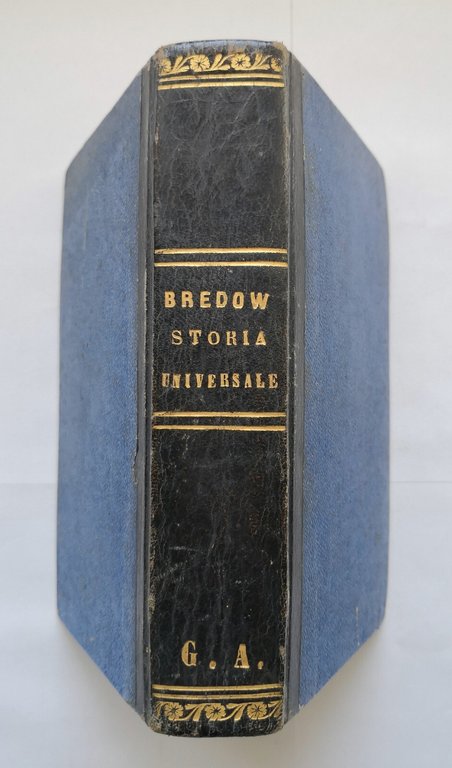 BREDOW
STORIA
UNIVERSALE
G. A.